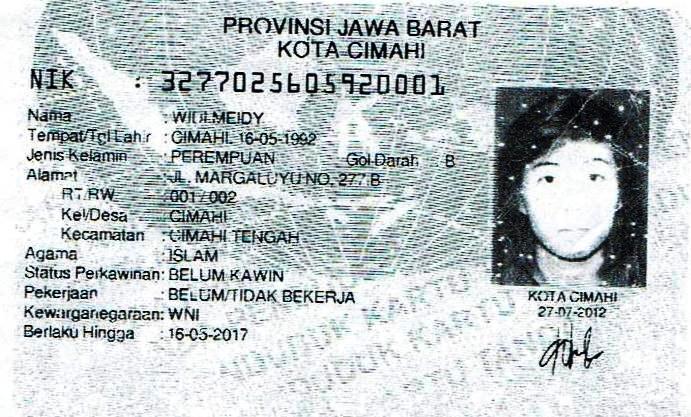 PROVINSI JAWA BARAT
KOTA CIMAHI
NIK : 3277025605920001
Nama : MEIDY
Tempat/Tgl Lahir : CIMAHI, 16-05-1992
Jenis Kelamin : PEREMPUAN Gol Darah B
Alamat : JL. MARGALUYU NO. 277 B
RT/RW : 001/002
Kel/Desa : CIMAHI
Kecamatan : CIMAHI TENGAH
Agama : ISLAM
Status Perkawinan: BELUM KAWIN
Pekerjaan : BELUM/TIDAK BEKERJA
Kewarganegaraan: WNI
Berlaku Hingga : 16-05-2017
KOTA CIMAHI
27-07-2012